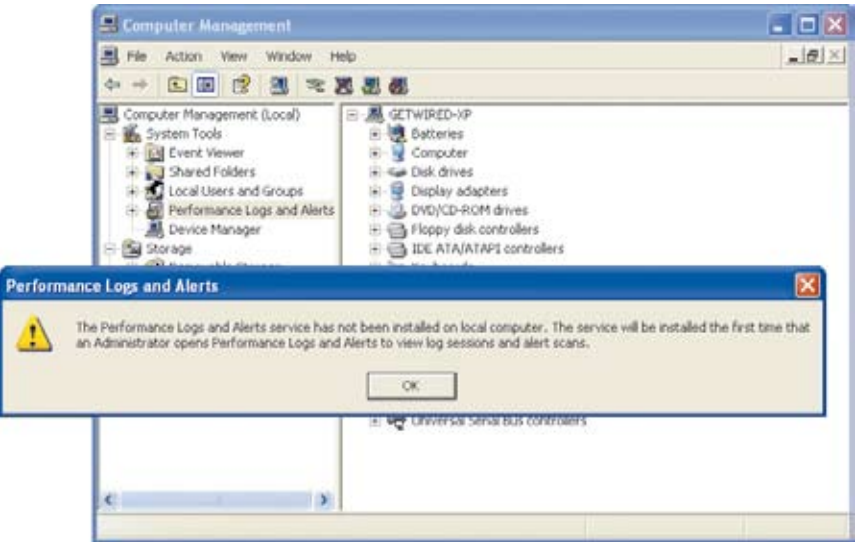 Computer Management
File Action View Window Help
Computer Management (Local)
System Tools
Event Viewer
Shared Folders
Local Users and Groups
Performance Logs and Alerts
Device Manager
Storage
GETWIRED-XP
Batteries
Computer
Disk drives
Display adapters
DVD/CD-ROM drives
Floppy disk controllers
IDE ATA/ATAPI controllers
Performance Logs and Alerts
The Performance Logs and Alerts service has not been installed on local computer. The service will be installed the first time that
an Administrator opens Performance Logs and Alerts to view log sessions and alert scans.
OK
Universal Serial Bus controllers